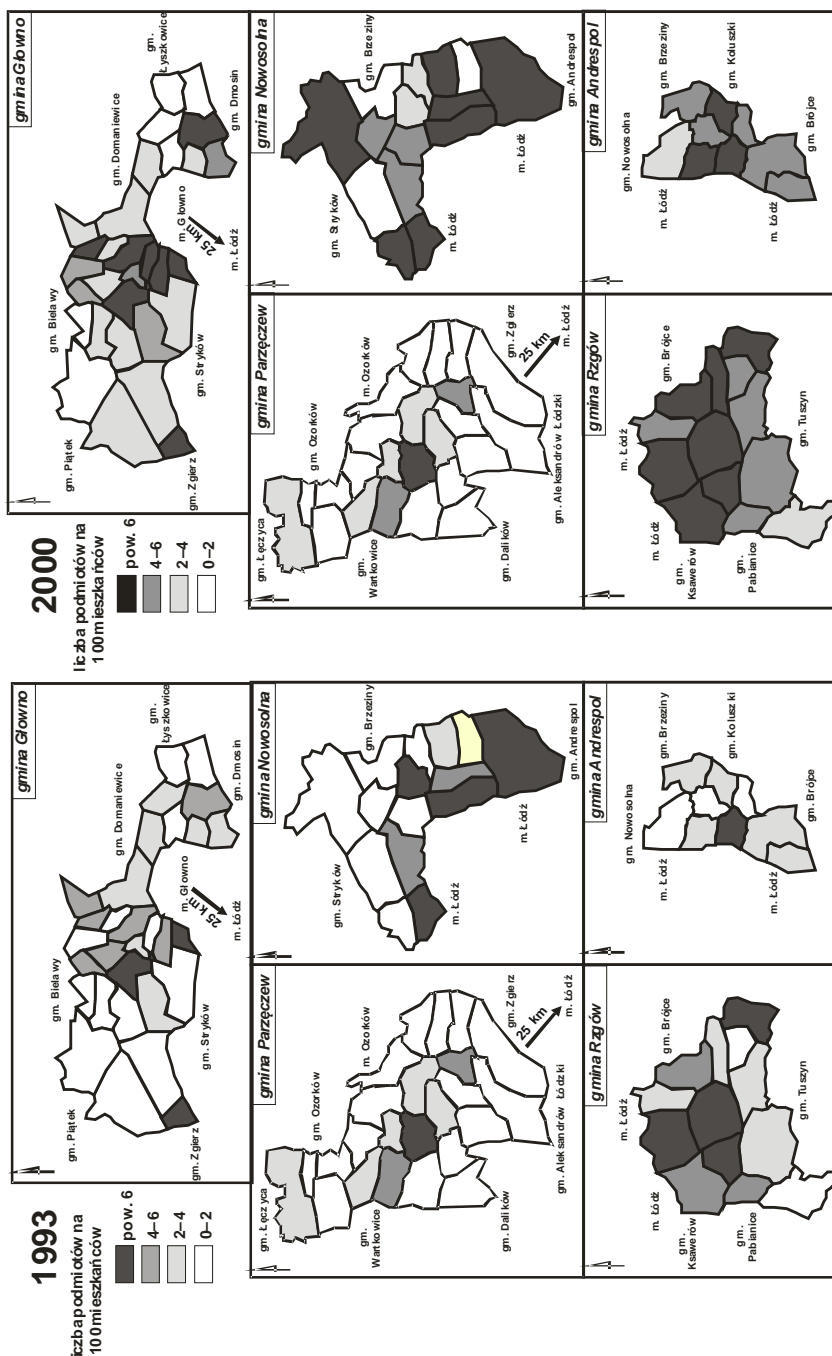 1993
liczba podmiotów na
100 mieszkańców
pow. 6
4–6
2–4
0–2
gmina Głowno
gm. Piątek
gm. Bielawy
gm. Domaniewice
gm.
Łyszkowice
gm. Zgierz
gm. Stryków
m. Głowno
25 km
m. Łódź
gm. Dmosin
gmina Parzęczew
gm. Łęczyca
gm. Ozorków
m. Ozorków
gm.
Wartkowice
gm. Dalików
gm. Aleksandrów Łódzki
gm. Zgierz
25 km
m. Łódź
gmina Nowosolna
gm. Stryków
gm. Brzeziny
m. Łódź
m. Łódź
gm. Andrespol
gmina Rzgów
m. Łódź
m. Łódź
gm. Brójce
gm.
Ksawerów
gm.
Pabianice
gm. Tuszyn
gmina Andrespol
gm. Nowosolna
gm. Brzeziny
m. Łódź
gm. Koluszki
m. Łódź
gm. Brójce
2000
liczba podmiotów na
100 mieszkańców
pow. 6
4–6
2–4
0–2
gmina Głowno
gm. Piątek
gm. Bielawy
gm. Domaniewice
gm.
Łyszkowice
gm. Zgierz
gm. Stryków
m. Głowno
25 km
m. Łódź
gm. Dmosin
gmina Parzęczew
gm. Łęczyca
gm. Ozorków
m. Ozorków
gm.
Wartkowice
gm. Dalików
gm. Aleksandrów Łódzki
gm. Zgierz
25 km
m. Łódź
gmina Nowosolna
gm. Stryków
gm. Brzeziny
m. Łódź
m. Łódź
gm. Andrespol
gmina Rzgów
m. Łódź
m. Łódź
gm. Brójce
gm.
Ksawerów
gm.
Pabianice
gm. Tuszyn
gmina Andrespol
gm. Nowosolna
gm. Brzeziny
m. Łódź
gm. Koluszki
m. Łódź
gm. Brójce